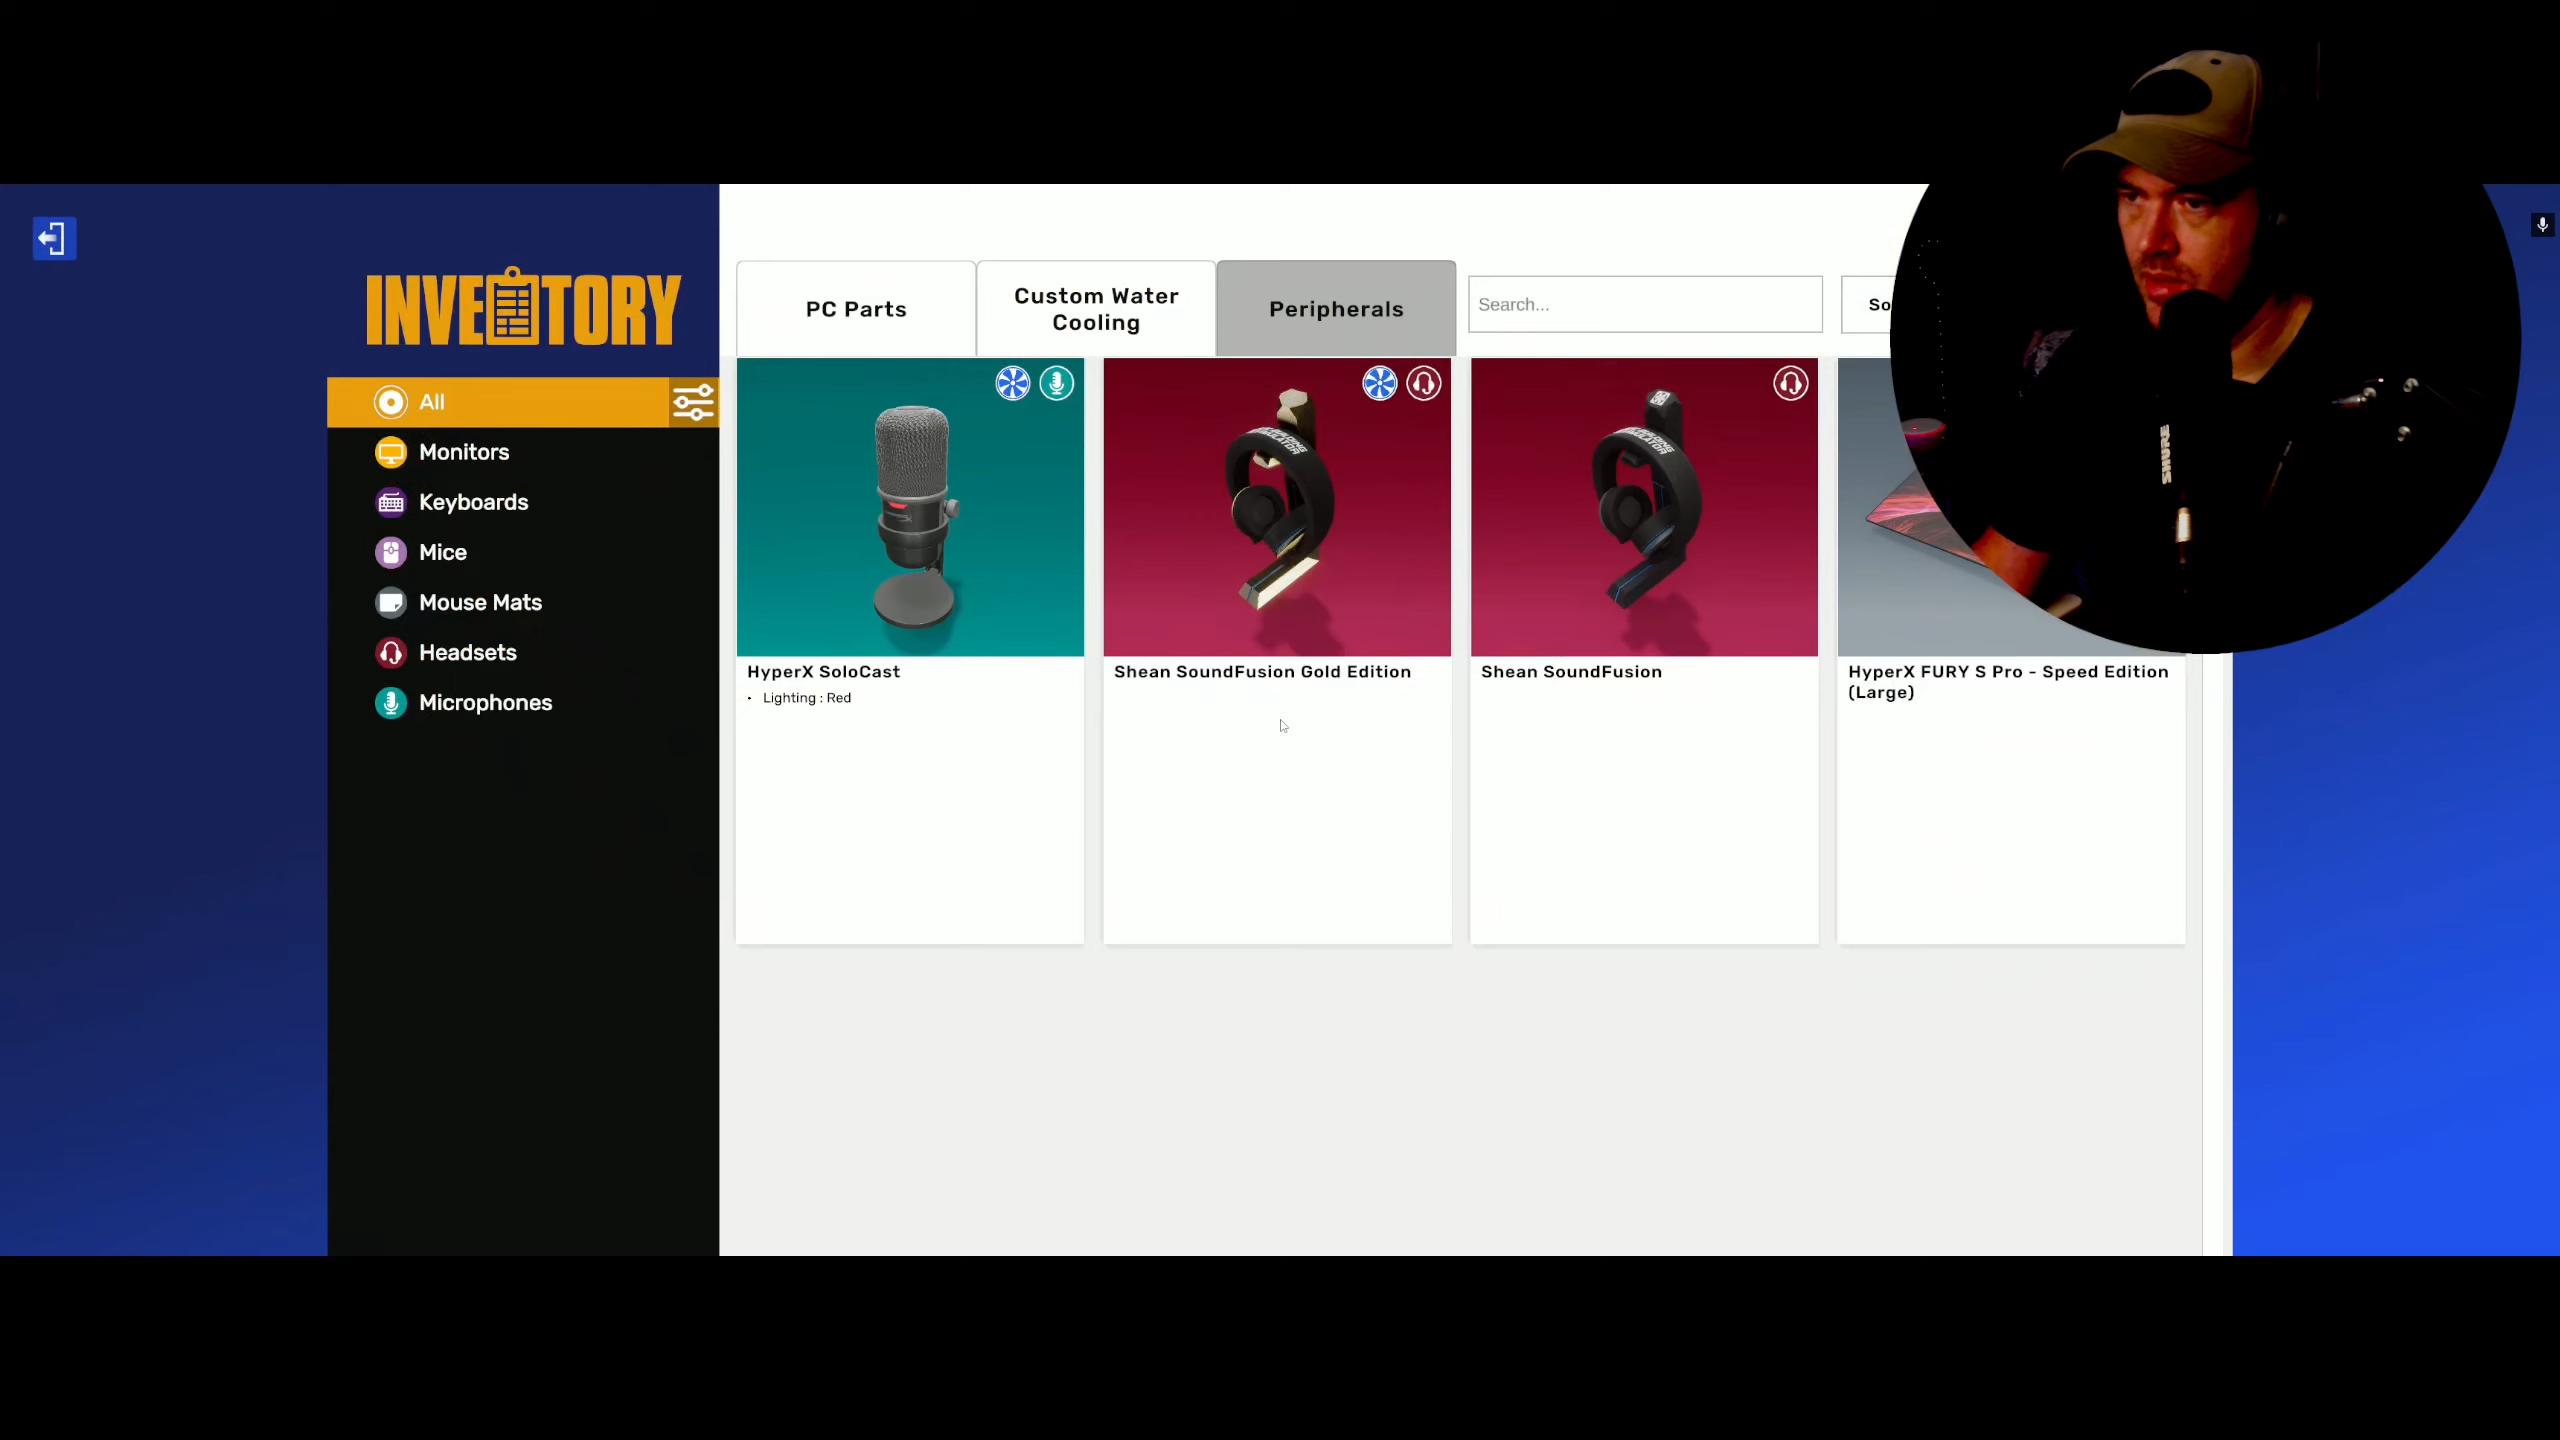 INVENTORY
PC Parts
Custom Water
Cooling
Peripherals
Search...
So
All
Monitors
Keyboards
Mice
Mouse Mats
Headsets
Microphones
SHURE
HyperX SoloCast
• Lighting : Red
Shean SoundFusion Gold Edition
Shean SoundFusion
HyperX FURY S Pro - Speed Edition
(Large)